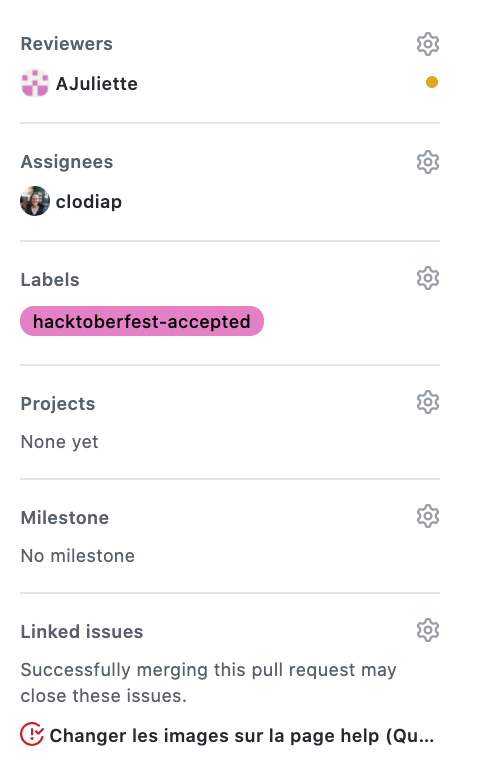 Reviewers
AJuliette
Assignees
clodiap
Labels
hacktoberfest-accepted
Projects
None yet
Milestone
No milestone
Linked issues
Successfully merging this pull request may
close these issues.
Changer les images sur la page help (Qu...